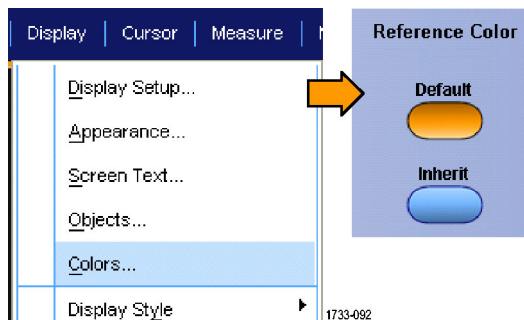 Display Cursor Measure
Display Setup...
Appearance...
Screen Text...
Objects...
Colors...
Display Style
Reference Color
Default
Inherit
1733-092